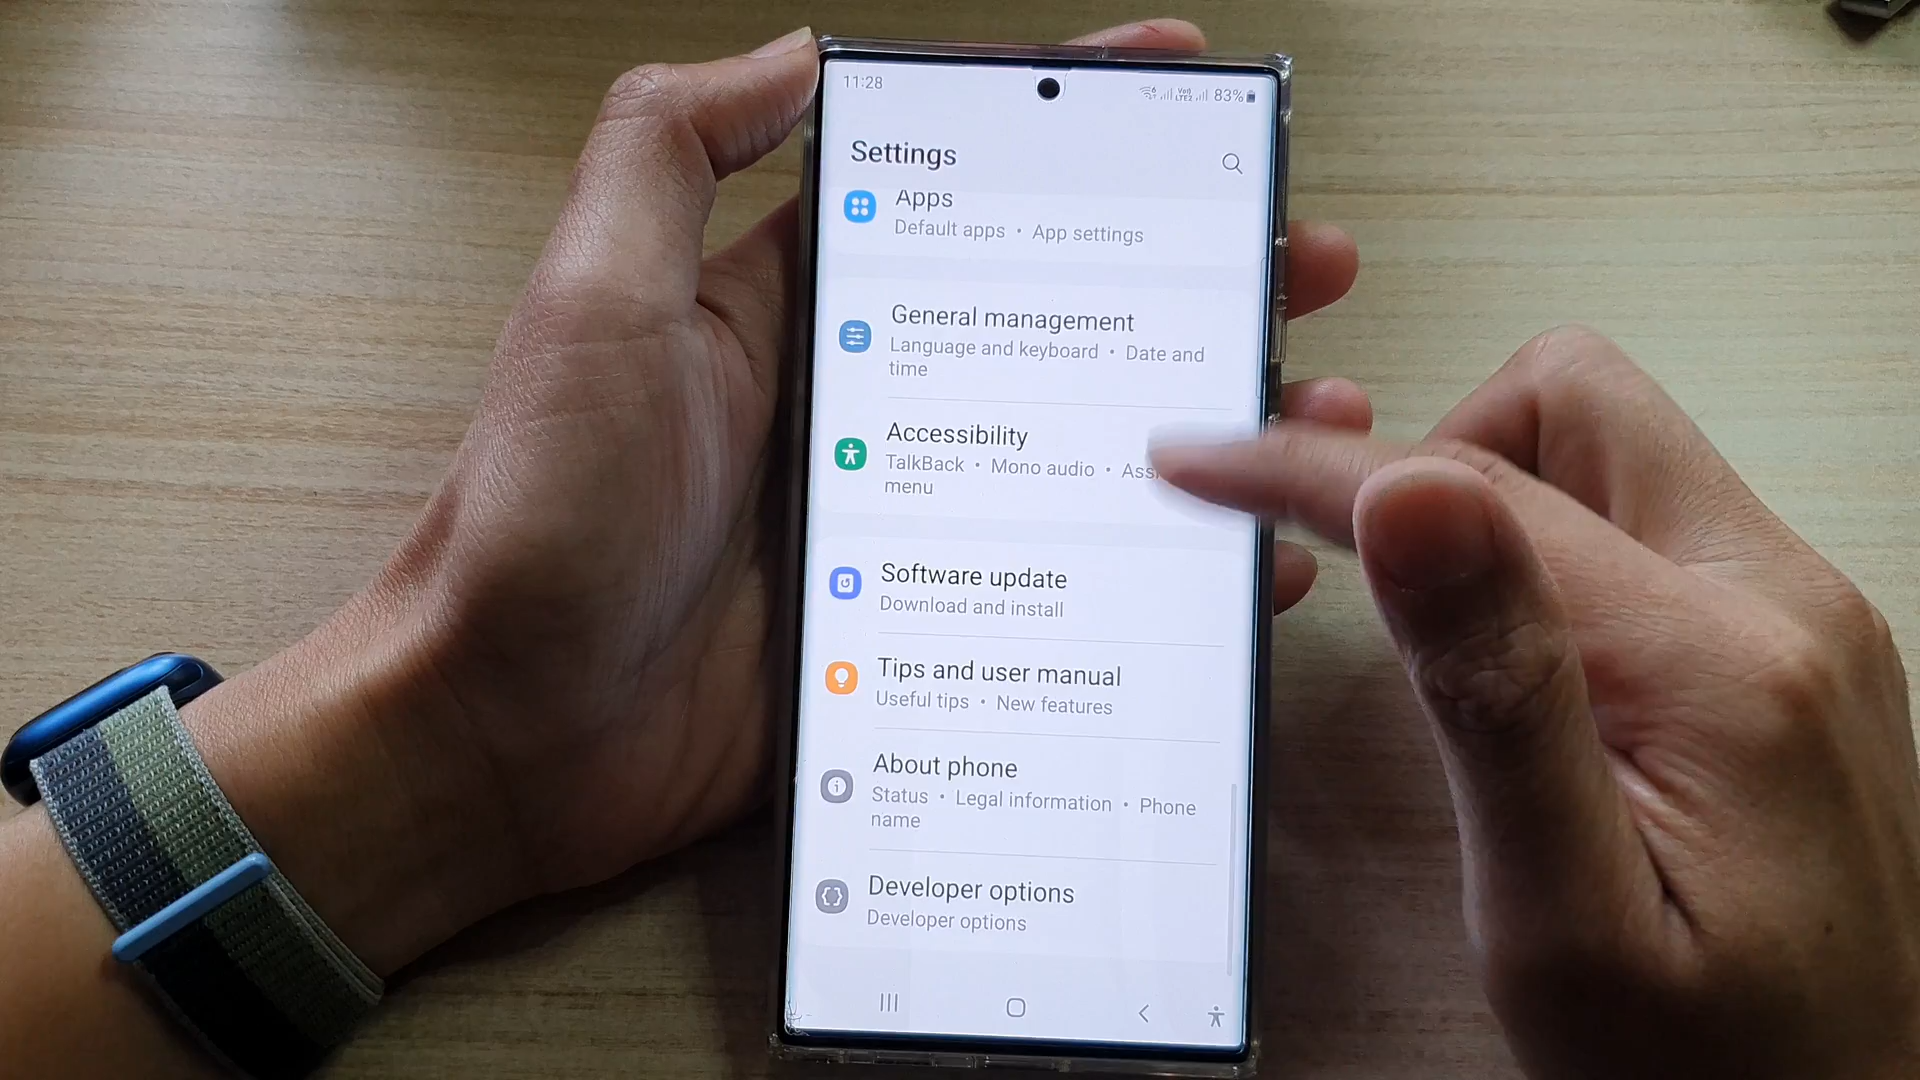 11:28
Vo)) LTE2 83%
Settings
Apps
Default apps • App settings
General management
Language and keyboard • Date and
time
Accessibility
TalkBack • Mono audio •
menu
Software update
Download and install
Tips and user manual
Useful tips • New features
About phone
Status • Legal information • Phone
name
Developer options
Developer options